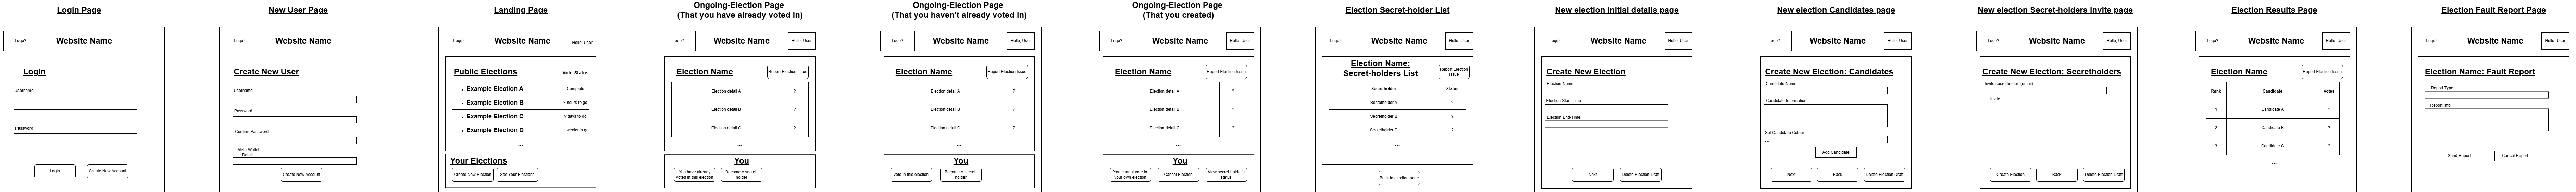 Login Page
Logo?
Website Name
Login
Username
Password
Login
Create New Account
New User Page
Logo?
Website Name
Create New User
Username
Password
Confirm Password
Meta-Wallet
Details
Create New Account
Landing Page
Logo?
Website Name
Hello, User
Public Elections
Vote Status
• Example Election A
Complete
• Example Election B
x hours to go
• Example Election C
y days to go
• Example Election D
z weeks to go
...
Your Elections
Create New Election
See Your Elections
Ongoing-Election Page
(That you have already voted in)
Logo?
Website Name
Hello, User
Election Name
Report Election Issue
Election detail A
?
Election detail B
?
Election detail C
?
...
You
You have already
voted in this election
Become A secret-
holder
Ongoing-Election Page
(That you haven't already voted in)
Logo?
Website Name
Hello, User
Election Name
Report Election Issue
Election detail A
?
Election detail B
?
Election detail C
?
...
You
vote in this election
Become A secret-
holder
Ongoing-Election Page
(That you created)
Logo?
Website Name
Hello, User
Election Name
Report Election Issue
Election detail A
?
Election detail B
?
Election detail C
?
...
You
You cannot vote in
your own election
Cancel Election
View secret-holder's
status
Election Secret-holder List
Logo?
Website Name
Hello, User
Election Name:
Secret-holders List
Report Election
Issue
Secretholder
Status
Secretholder A
?
Secretholder B
?
Secretholder C
?
...
Back to election page
New election Initial details page
Logo?
Website Name
Hello, User
Create New Election
Election Name
Election Start-Time
Election End-Time
Next
Delete Election Draft
New election Candidates page
Logo?
Website Name
Hello, User
Create New Election: Candidates
Candidate Name
Candidate Information
Set Candidate Colour
...
Add Candidate
Next
Back
Delete Election Draft
New election Secret-holders invite page
Logo?
Website Name
Hello, User
Create New Election: Secretholders
Invite secretholder: (email)
Invite
Create Election
Back
Delete Election Draft
Election Results Page
Logo?
Website Name
Hello, User
Election Name
Report Election Issue
Rank
Candidate
Votes
1
Candidate A
?
2
Candidate B
?
3
Candidate C
?
...
Election Fault Report Page
Logo?
Website Name
Hello, User
Election Name: Fault Report
Report Type
Report Info
Send Report
Cancel Report